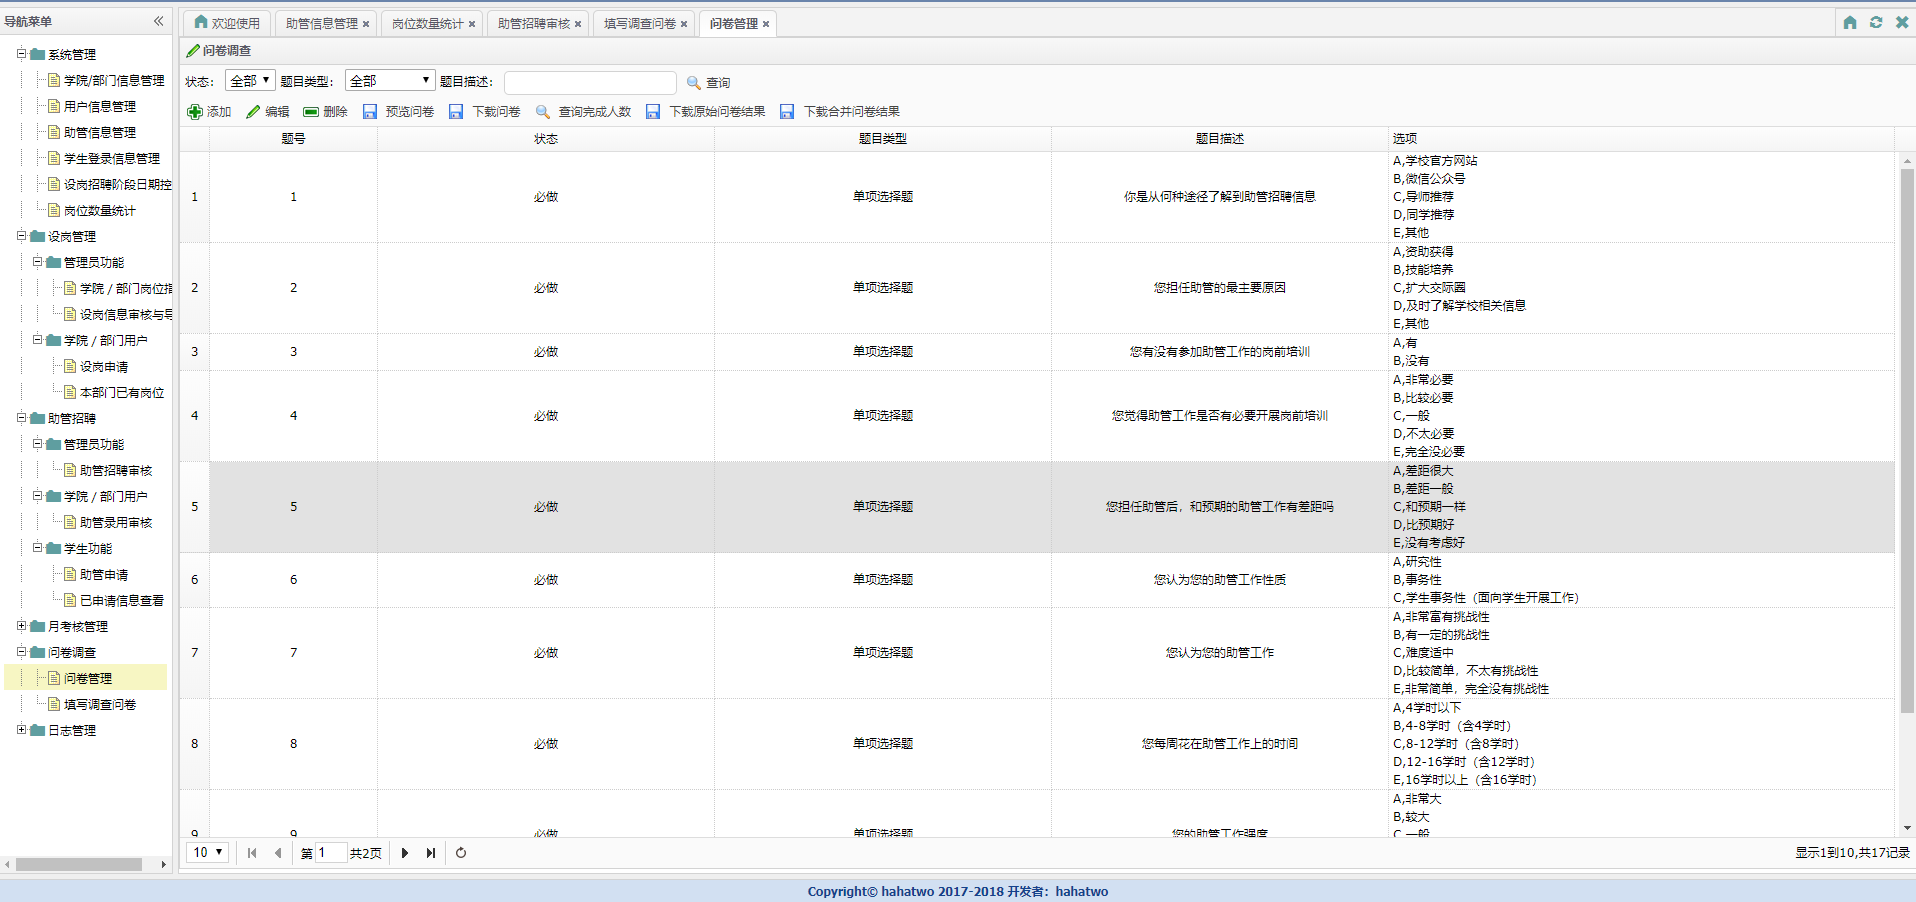 导航菜单
系统管理
学院/部门信息管理
用户信息管理
助管信息管理
学生登录信息管理
设岗招聘阶段日期控
岗位数量统计
设岗管理
管理员功能
学院 / 部门岗位指
设岗信息审核与导
学院 / 部门用户
设岗申请
本部门已有岗位
助管招聘
管理员功能
助管招聘审核
学院 / 部门用户
助管录用审核
学生功能
助管申请
已申请信息查看
月考核管理
问卷调查
问卷管理
填写调查问卷
日志管理
欢迎使用 助管信息管理 岗位数量统计 助管招聘审核 填写调查问卷 问卷管理
问卷调查
状态： 全部 题目类型： 全部 题目描述： 查询
添加 编辑 删除 预览问卷 下载问卷 查询完成人数 下载原始问卷结果 下载合并问卷结果
题号 状态 题目类型 题目描述 选项
1 1 必做 单项选择题 你是从何种途径了解到助管招聘信息
A,学校官方网站
B,微信公众号
C,导师推荐
D,同学推荐
E,其他
2 2 必做 单项选择题 您担任助管的最主要原因
A,资助获得
B,技能培养
C,扩大交际圈
D,及时了解学校相关信息
E,其他
3 3 必做 单项选择题 您有没有参加助管工作的岗前培训
A,有
B,没有
4 4 必做 单项选择题 您觉得助管工作是否有必要开展岗前培训
A,非常必要
B,比较必要
C,一般
D,不太必要
E,完全没必要
5 5 必做 单项选择题 您担任助管后，和预期的助管工作有差距吗
A,差距很大
B,差距一般
C,和预期一样
D,比预期好
E,没有考虑好
6 6 必做 单项选择题 您认为您的助管工作性质
A,研究性
B,事务性
C,学生事务性（面向学生开展工作）
7 7 必做 单项选择题 您认为您的助管工作
A,非常富有挑战性
B,有一定的挑战性
C,难度适中
D,比较简单，不太有挑战性
E,非常简单，完全没有挑战性
8 8 必做 单项选择题 您每周花在助管工作上的时间
A,4学时以下
B,4-8学时（含4学时）
C,8-12学时（含8学时）
D,12-16学时（含12学时）
E,16学时以上（含16学时）
9 9 必做 单项选择题 您的助管工作强度
A,非常大
B,较大
C,一般
10 第 1 共2页 显示1到10,共17记录
Copyright© hahatwo 2017-2018 开发者：hahatwo